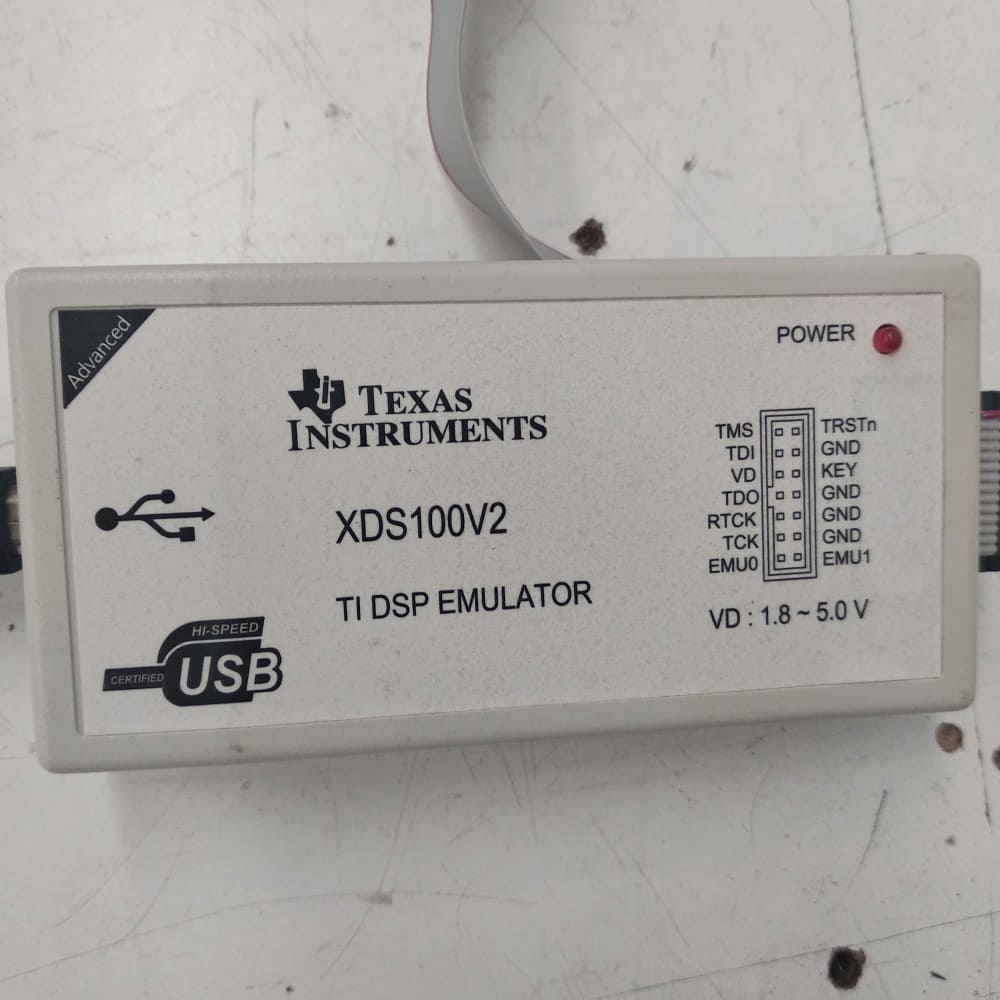 Advanced
POWER
TEXAS
INSTRUMENTS
XDS100V2
TI DSP EMULATOR
HI-SPEED
CERTIFIED USB
TMS TRSTn
TDI GND
VD KEY
TDO GND
RTCK GND
TCK GND
EMU0 EMU1
VD : 1.8 ~ 5.0 V